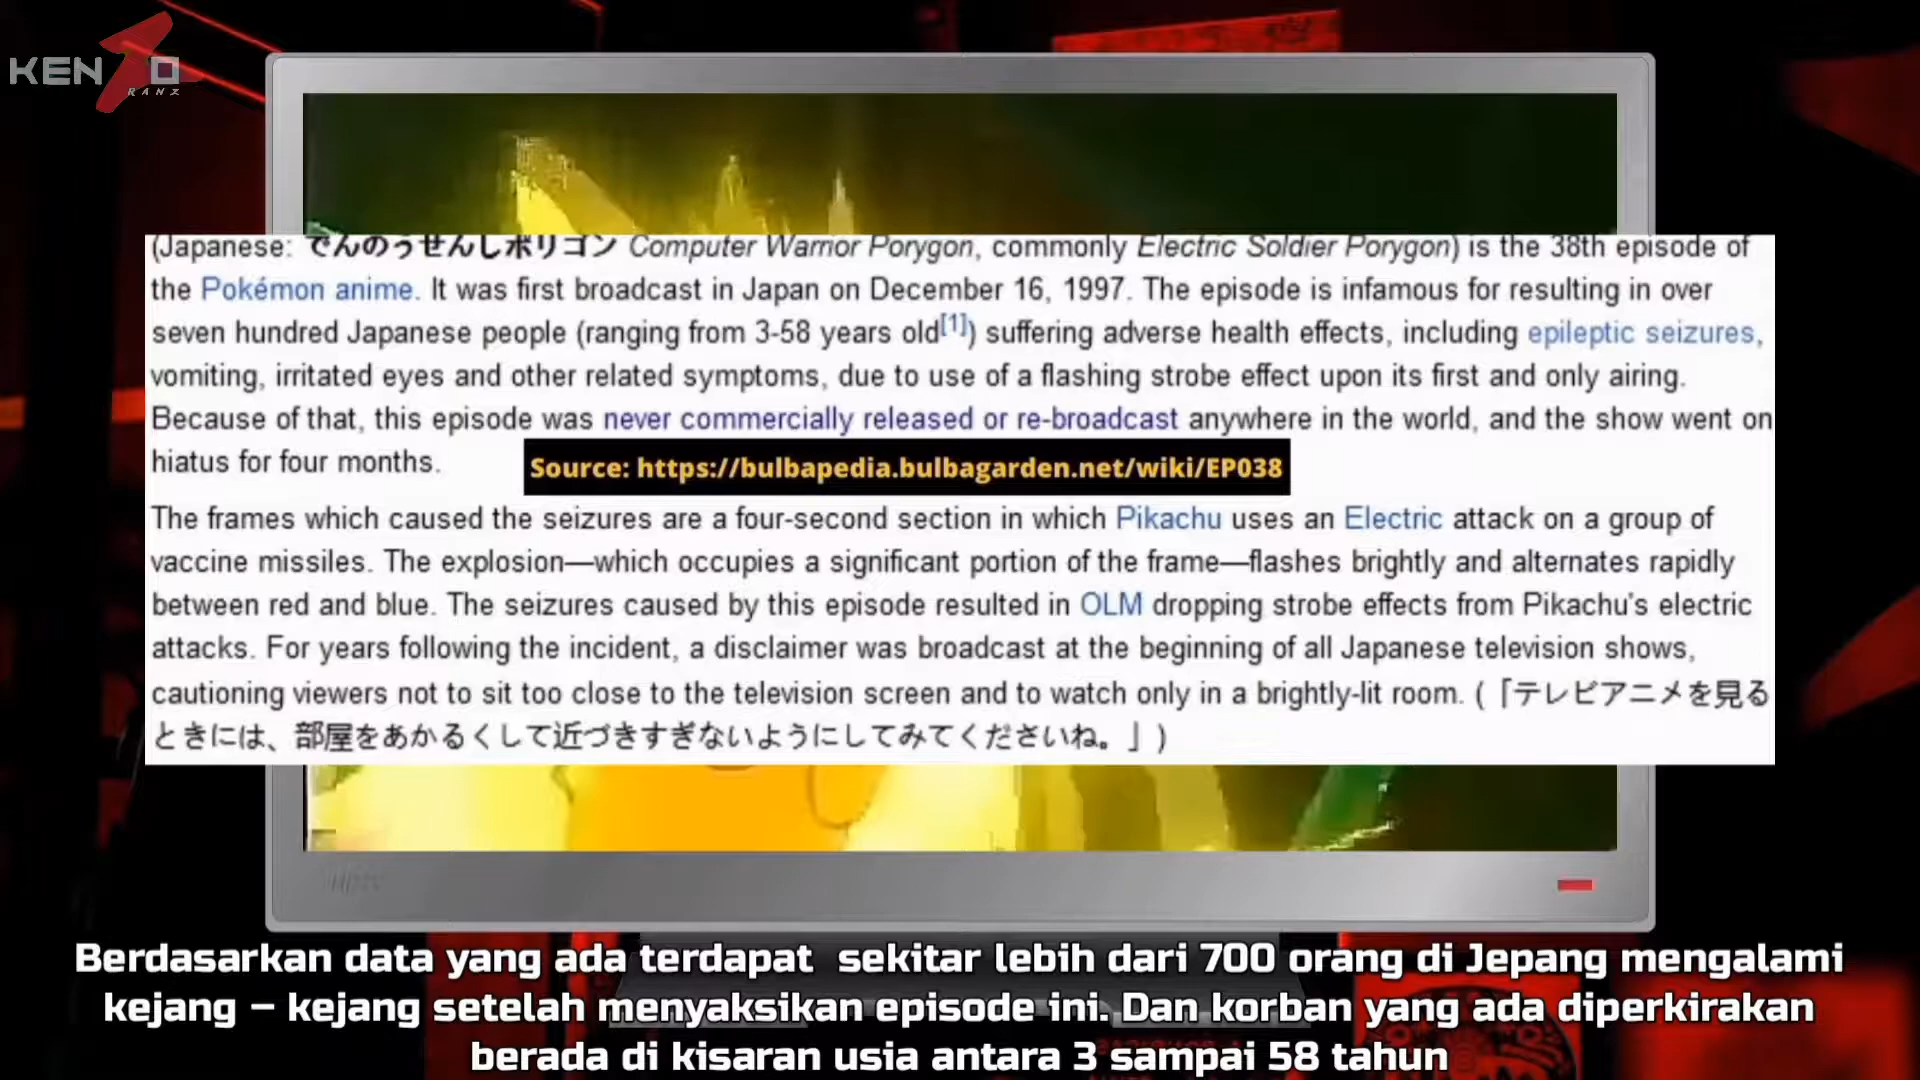 KENZO
RANZ
(Japanese: でんのうせんしポリゴン Computer Warrior Porygon, commonly Electric Soldier Porygon) is the 38th episode of
the Pokémon anime. It was first broadcast in Japan on December 16, 1997. The episode is infamous for resulting in over
seven hundred Japanese people (ranging from 3-58 years old[1]) suffering adverse health effects, including epileptic seizures,
vomiting, irritated eyes and other related symptoms, due to use of a flashing strobe effect upon its first and only airing.
Because of that, this episode was never commercially released or re-broadcast anywhere in the world, and the show went on
hiatus for four months.
Source: https://bulbapedia.bulbagarden.net/wiki/EP038
The frames which caused the seizures are a four-second section in which Pikachu uses an Electric attack on a group of
vaccine missiles. The explosion—which occupies a significant portion of the frame—flashes brightly and alternates rapidly
between red and blue. The seizures caused by this episode resulted in OLM dropping strobe effects from Pikachu's electric
attacks. For years following the incident, a disclaimer was broadcast at the beginning of all Japanese television shows,
cautioning viewers not to sit too close to the television screen and to watch only in a brightly-lit room. (「テレビアニメを見る
ときには、部屋をあかるくして近づきすぎないようにしてみてくださいね。」)
Berdasarkan data yang ada terdapat sekitar lebih dari 700 orang di Jepang mengalami
kejang – kejang setelah menyaksikan episode ini. Dan korban yang ada diperkirakan
berada di kisaran usia antara 3 sampai 58 tahun